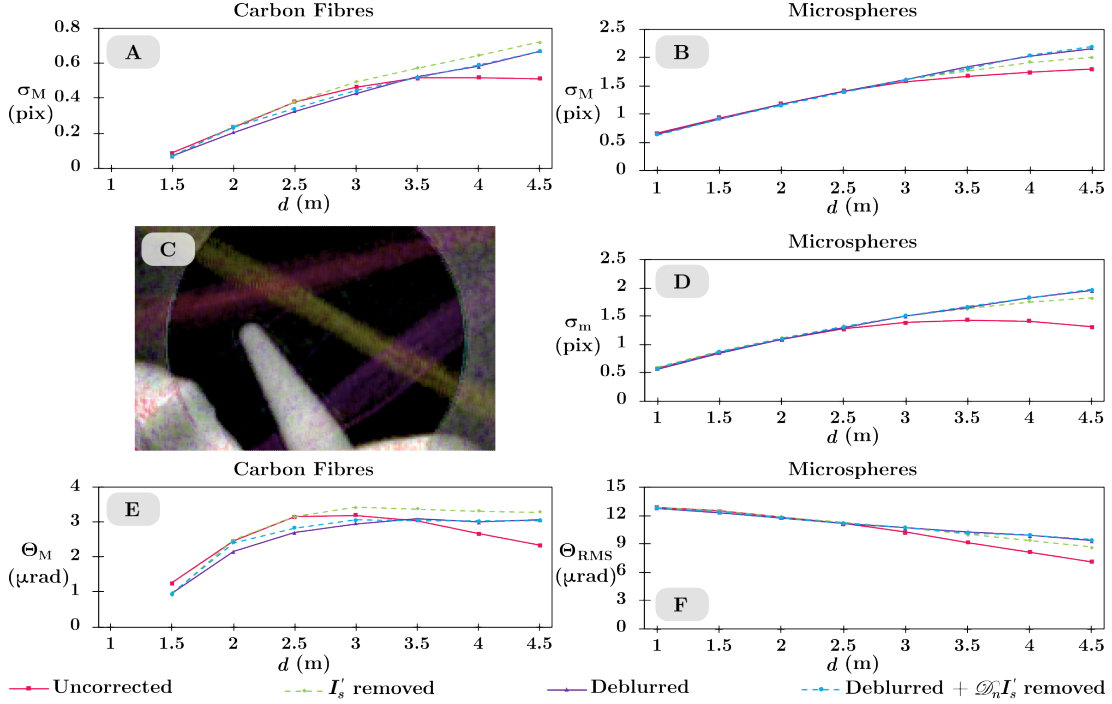 Carbon Fibres
A
0.8
0.6
0.4
0.2
0
σM
(pix)
1 1.5 2 2.5 3 3.5 4 4.5
d (m)
Microspheres
B
2.5
2
1.5
1
0.5
0
σM
(pix)
1 1.5 2 2.5 3 3.5 4 4.5
d (m)
C
Microspheres
D
2.5
2
1.5
1
0.5
0
σm
(pix)
1 1.5 2 2.5 3 3.5 4 4.5
d (m)
Carbon Fibres
E
4
3
2
1
0
ΘM
(μrad)
1 1.5 2 2.5 3 3.5 4 4.5
d (m)
Microspheres
F
15
12
9
6
3
0
ΘRMS
(μrad)
1 1.5 2 2.5 3 3.5 4 4.5
d (m)
Uncorrected I's removed Deblurred Deblurred + 𝒟nI's removed